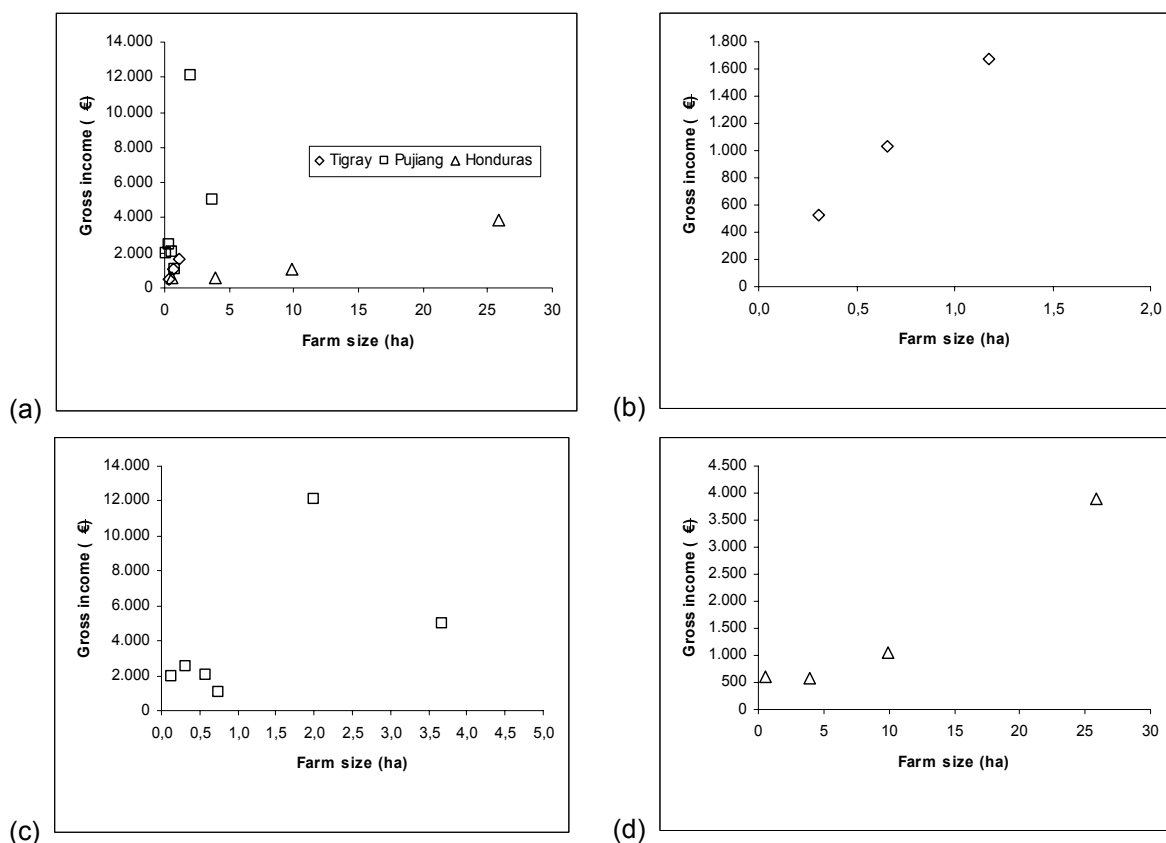 14.000
12.000
10.000
8.000
6.000
4.000
2.000
0
Gross income ( €)
Tigray Pujiang Honduras
0 5 10 15 20 25 30
Farm size (ha)
(a)
1.800
1.600
1.400
1.200
1.000
800
600
400
200
0
Gross income ( €)
0,0 0,5 1,0 1,5 2,0
Farm size (ha)
(b)
14.000
12.000
10.000
8.000
6.000
4.000
2.000
0
Gross income ( €)
0,0 0,5 1,0 1,5 2,0 2,5 3,0 3,5 4,0 4,5 5,0
Farm size (ha)
(c)
4.500
4.000
3.500
3.000
2.500
2.000
1.500
1.000
500
0
Gross income ( €)
0 5 10 15 20 25 30
Farm size (ha)
(d)